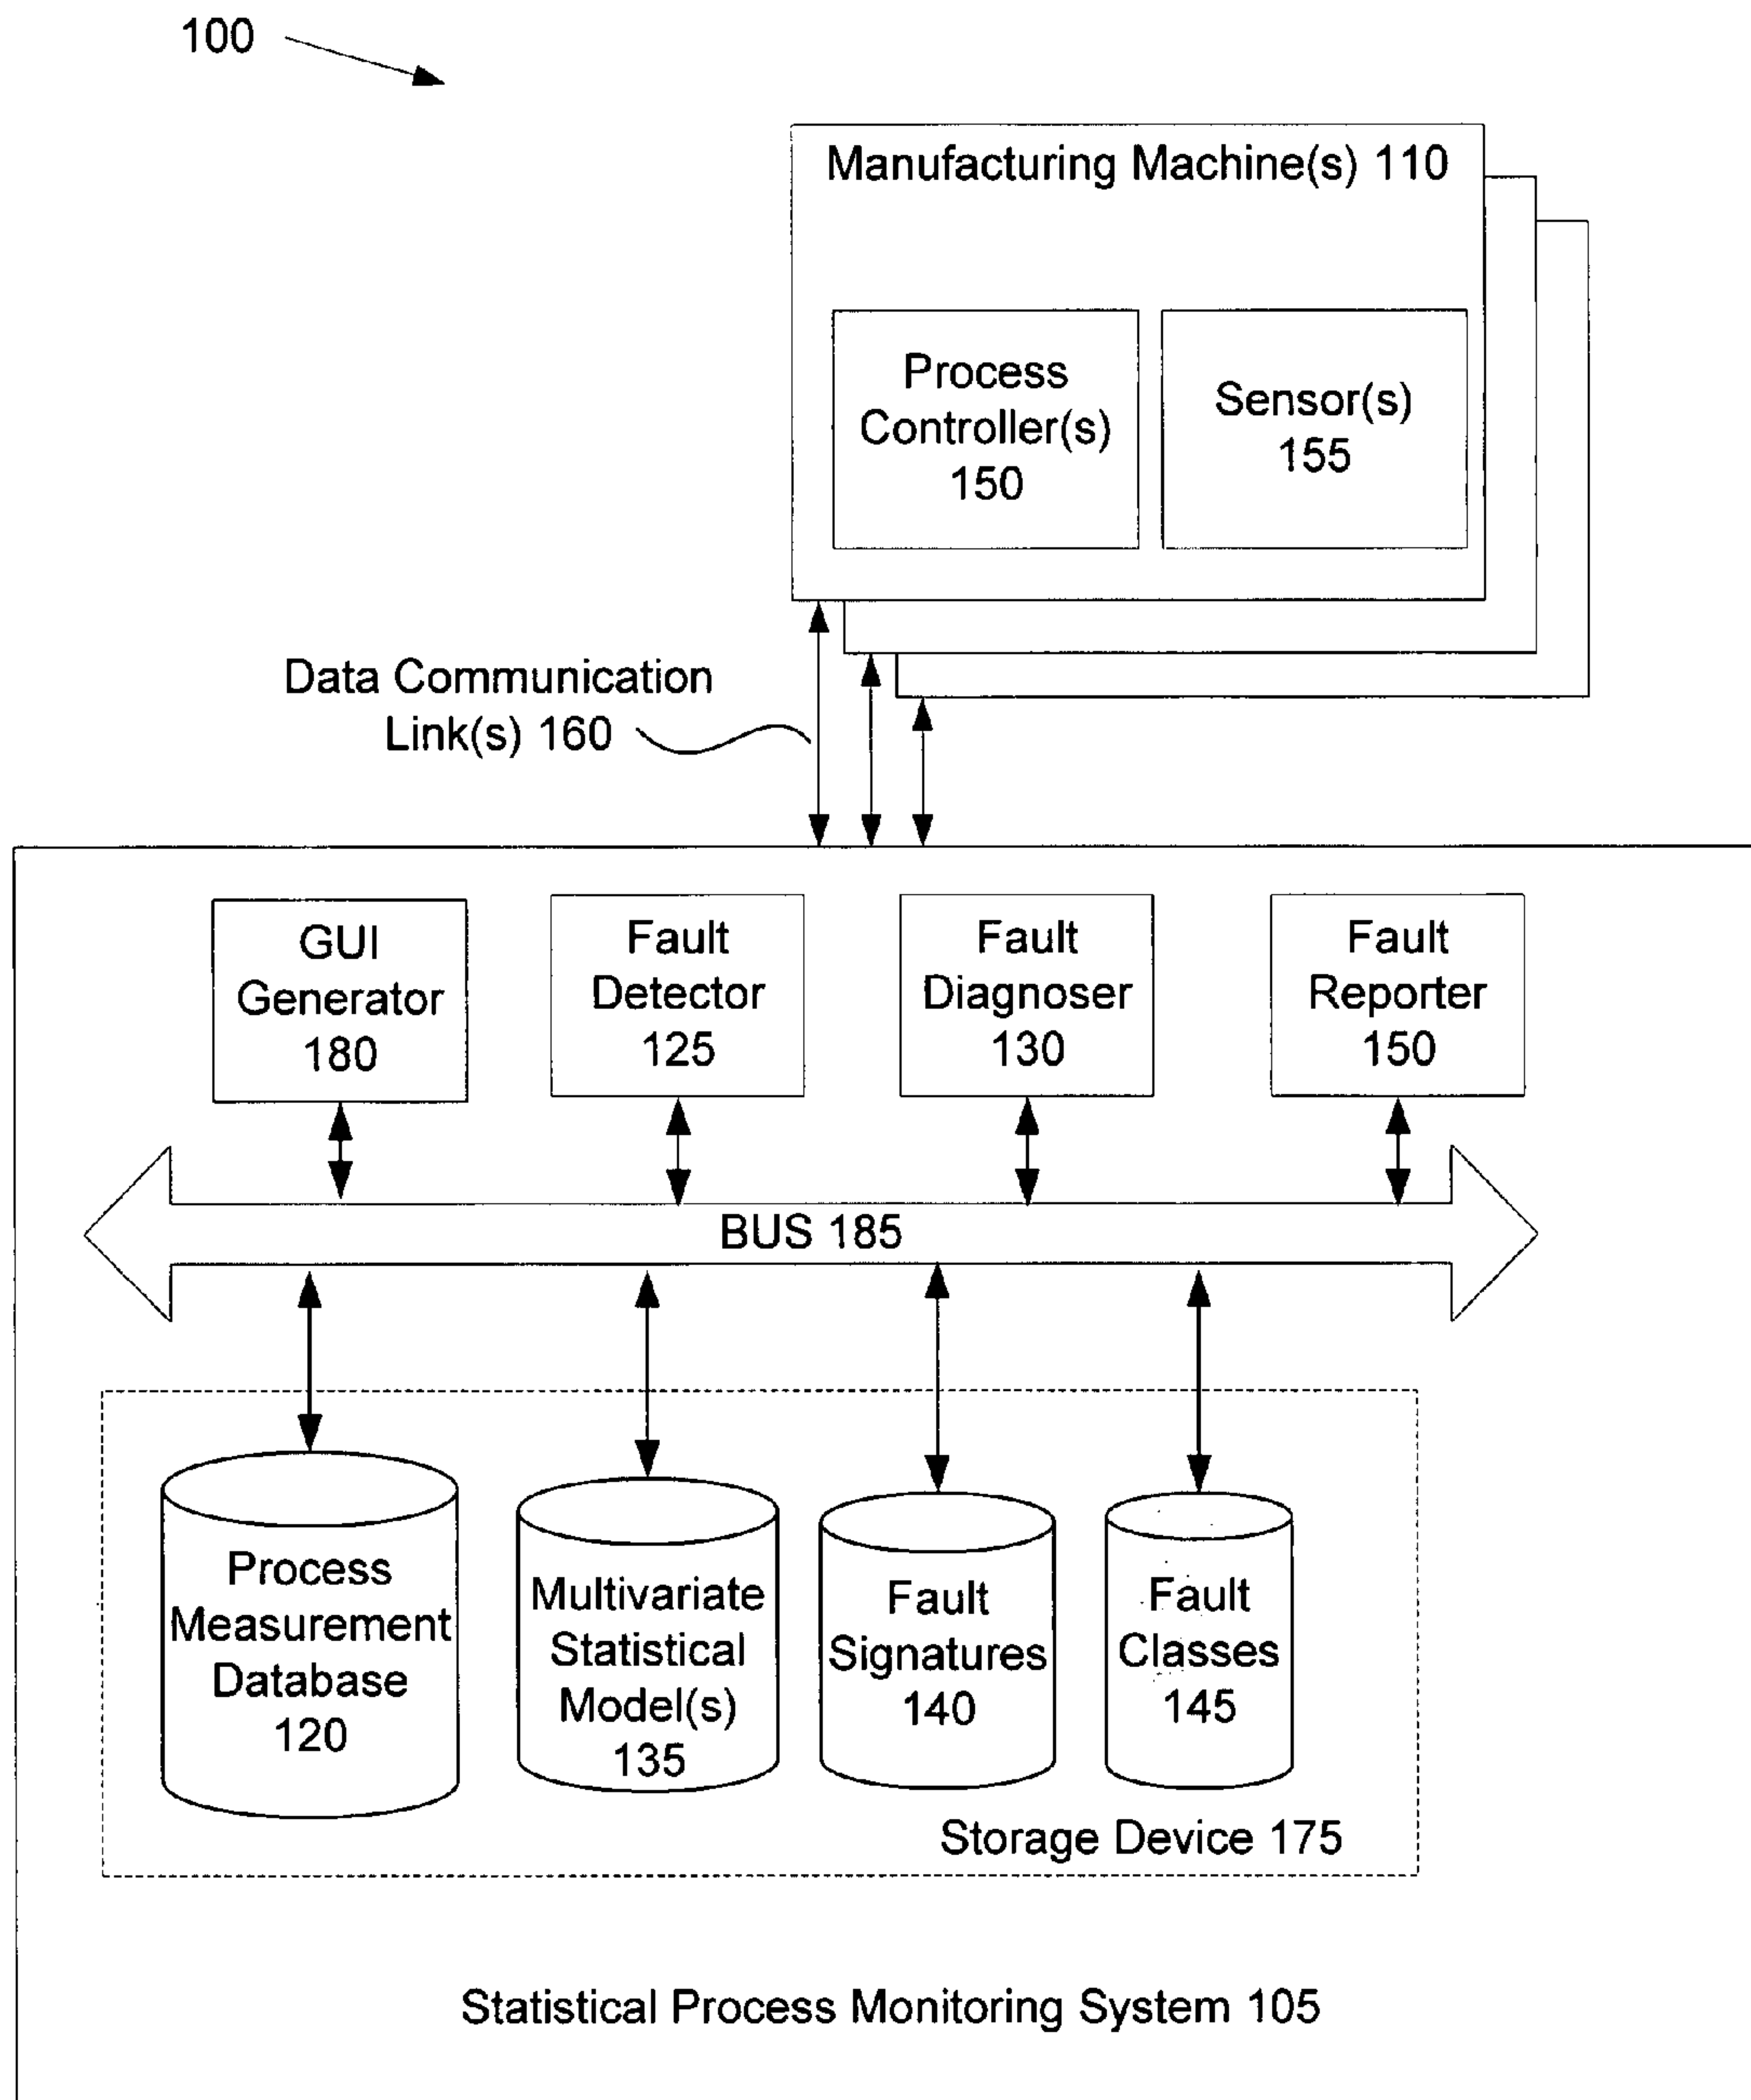 100
Manufacturing Machine(s) 110
Process
Controller(s)
150
Sensor(s)
155
Data Communication
Link(s) 160
GUI
Generator
180
Fault
Detector
125
Fault
Diagnoser
130
Fault
Reporter
150
BUS 185
Process
Measurement
Database
120
Multivariate
Statistical
Model(s)
135
Fault
Signatures
140
Fault
Classes
145
Storage Device 175
Statistical Process Monitoring System 105